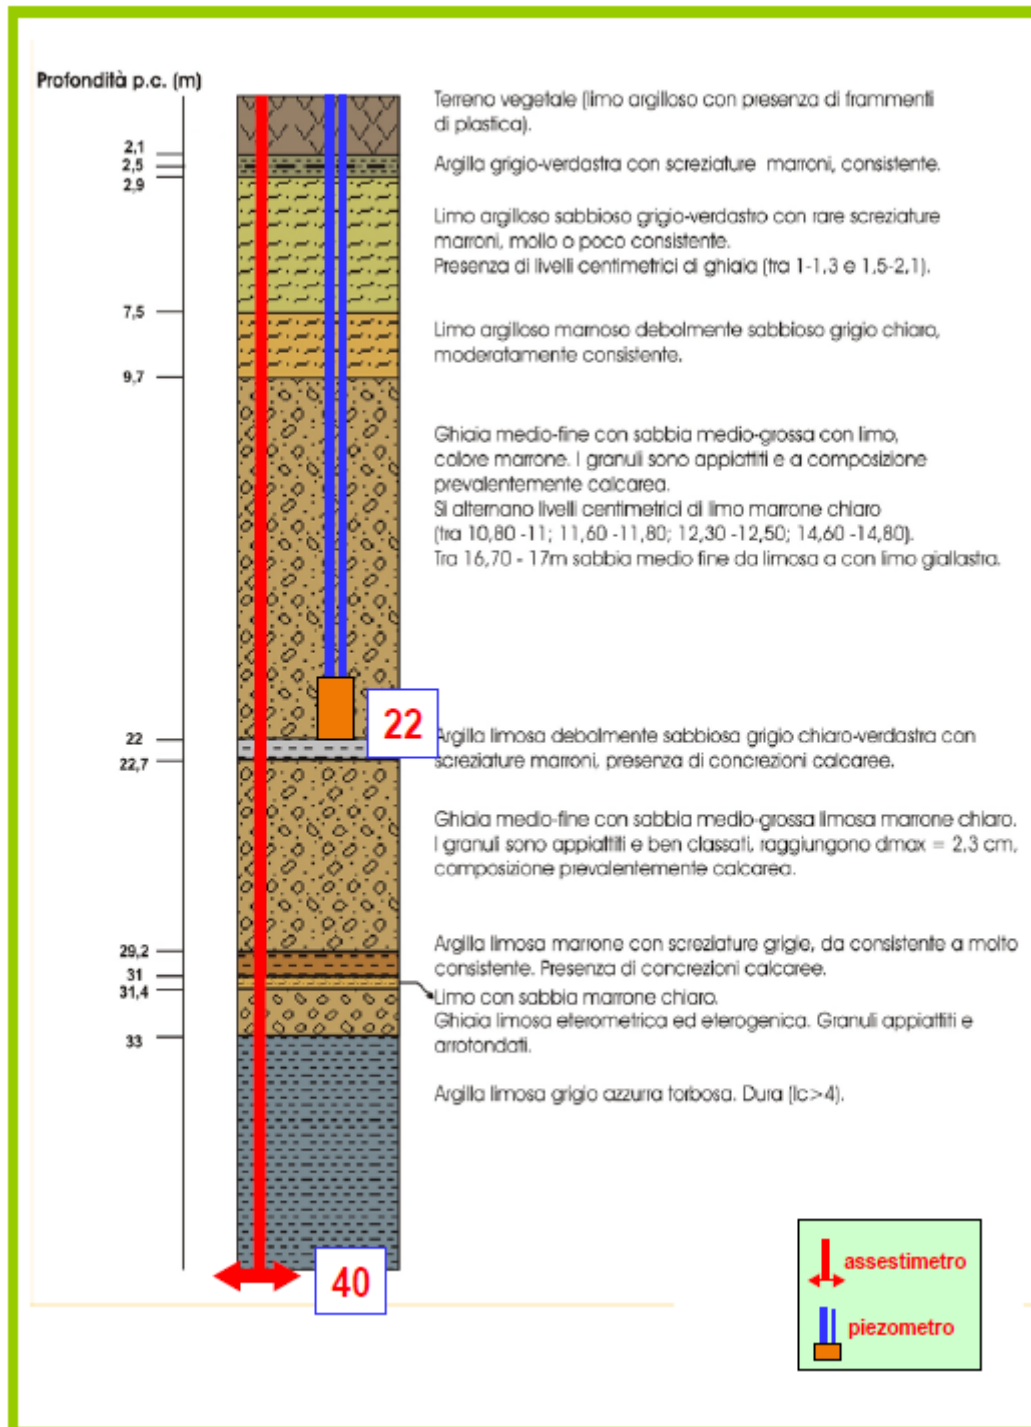 Profondità p.c. (m)
Terreno vegetale (limo argilloso con presenza di frammenti
di plastica).
2,1
2,5
Argilla grigio-verdastra con screziature marroni, consistente.
2,9
Limo argilloso sabbioso grigio-verdastro con rare screziature
marroni, mollo o poco consistente.
Presenza di livelli centimetrici di ghiaia (tra 1-1,3 e 1,5-2,1).
7,5
Limo argilloso marnoso debolmente sabbioso grigio chiaro,
moderatamente consistente.
9,7
Ghiaia medio-fine con sabbia medio-grossa con limo,
colore marrone. I granuli sono appiattiti e a composizione
prevalentemente calcarea.
Si alternano livelli centimetrici di limo marrone chiaro
(tra 10,80 -11; 11,60 -11,80; 12,30 -12,50; 14,60 -14,80).
Tra 16,70 - 17m sabbia medio fine da limosa a con limo giallastra.
22
22
Argilla limosa debolmente sabbiosa grigio chiaro-verdastra con
screziature marroni, presenza di concrezioni calcaree.
22,7
Ghiaia medio-fine con sabbia medio-grossa limosa marrone chiaro.
I granuli sono appiattiti e ben classati, raggiungono dmax = 2,3 cm,
composizione prevalentemente calcarea.
29,2
Argilla limosa marrone con screziature grigie, da consistente a molto
consistente. Presenza di concrezioni calcaree.
31
31,4
Limo con sabbia marrone chiaro.
Ghiaia limosa eterometrica ed eterogenica. Granuli appiattiti e
arrotondati.
33
Argilla limosa grigio azzurra torbosa. Dura (Ic>4).
40
assestimetro
piezometro